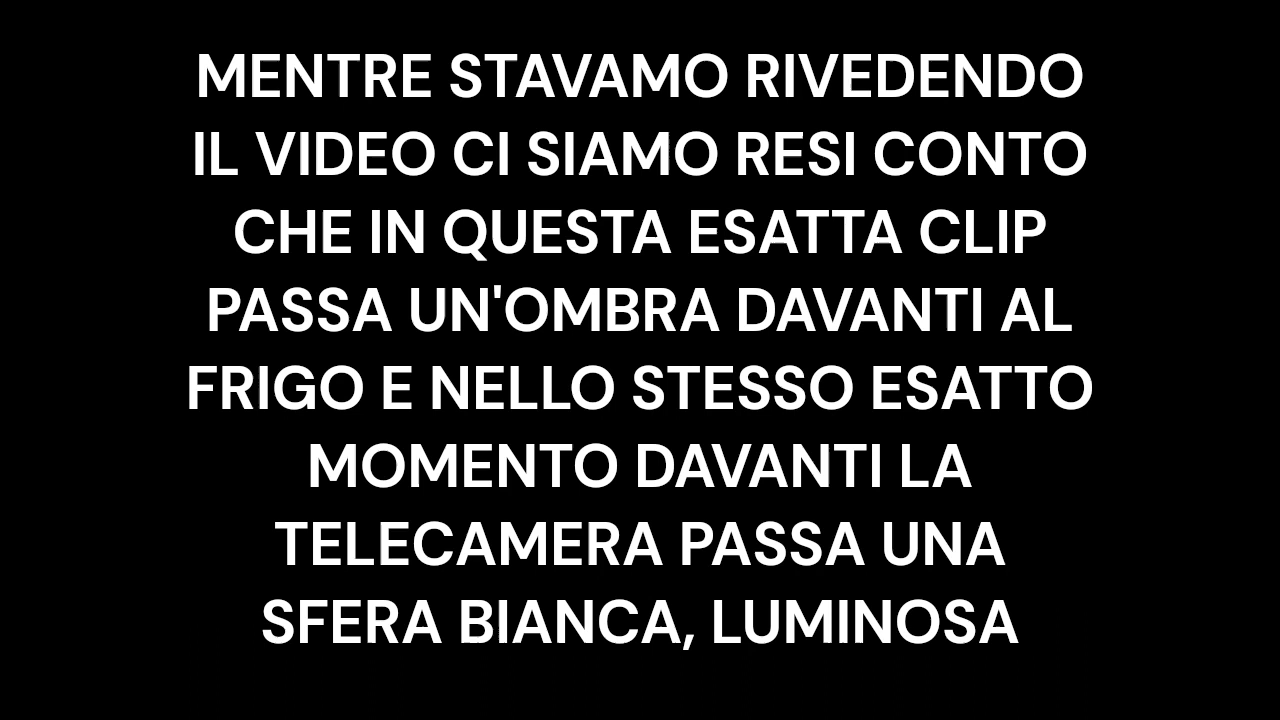 MENTRE STAVAMO RIVEDENDO
IL VIDEO CI SIAMO RESI CONTO
CHE IN QUESTA ESATTA CLIP
PASSA UN'OMBRA DAVANTI AL
FRIGO E NELLO STESSO ESATTO
MOMENTO DAVANTI LA
TELECAMERA PASSA UNA
SFERA BIANCA, LUMINOSA